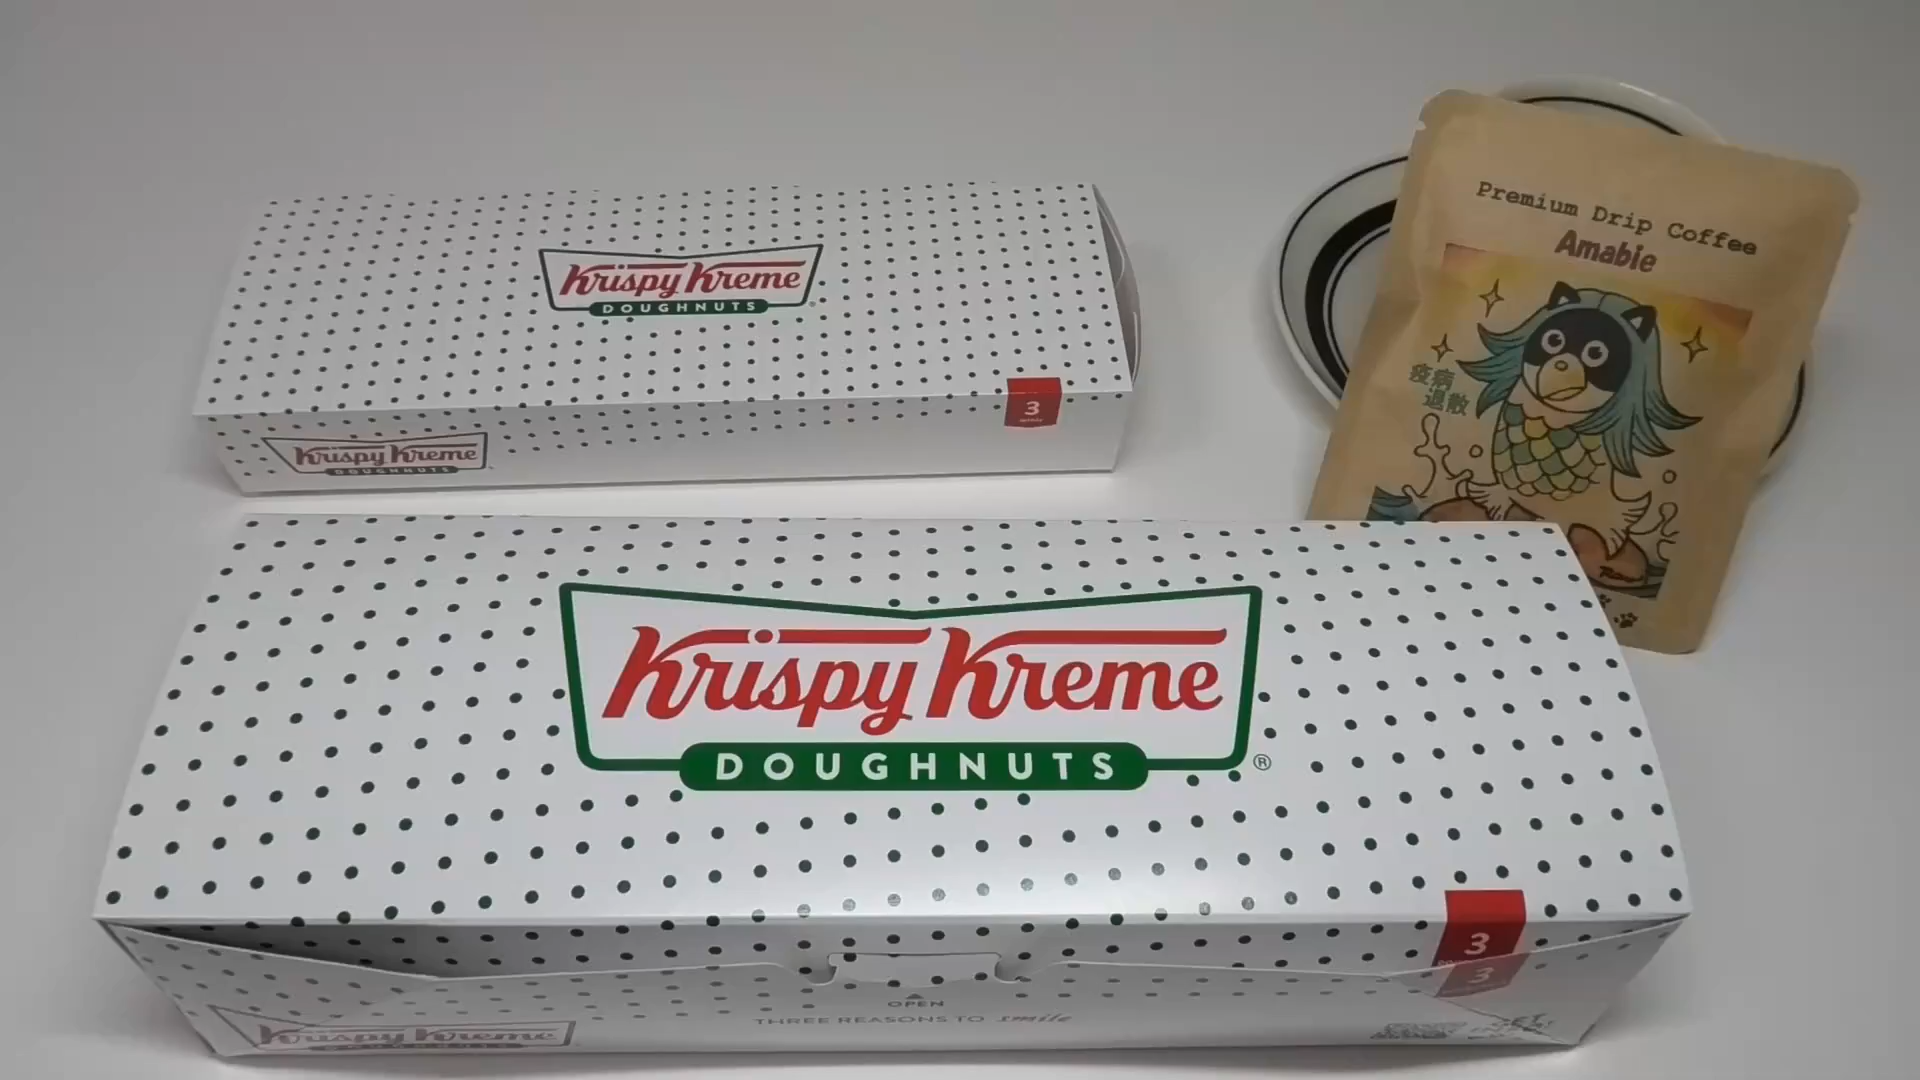 Krispy Kreme
DOUGHNUTS
3
Krispy Kreme
DOUGHNUTS
Premium Drip Coffee
Amabie
疫病
退散
Krispy Kreme
DOUGHNUTS ®
3
3
OPEN
THREE REASONS TO smile
Krispy Kreme
DOUGHNUTS